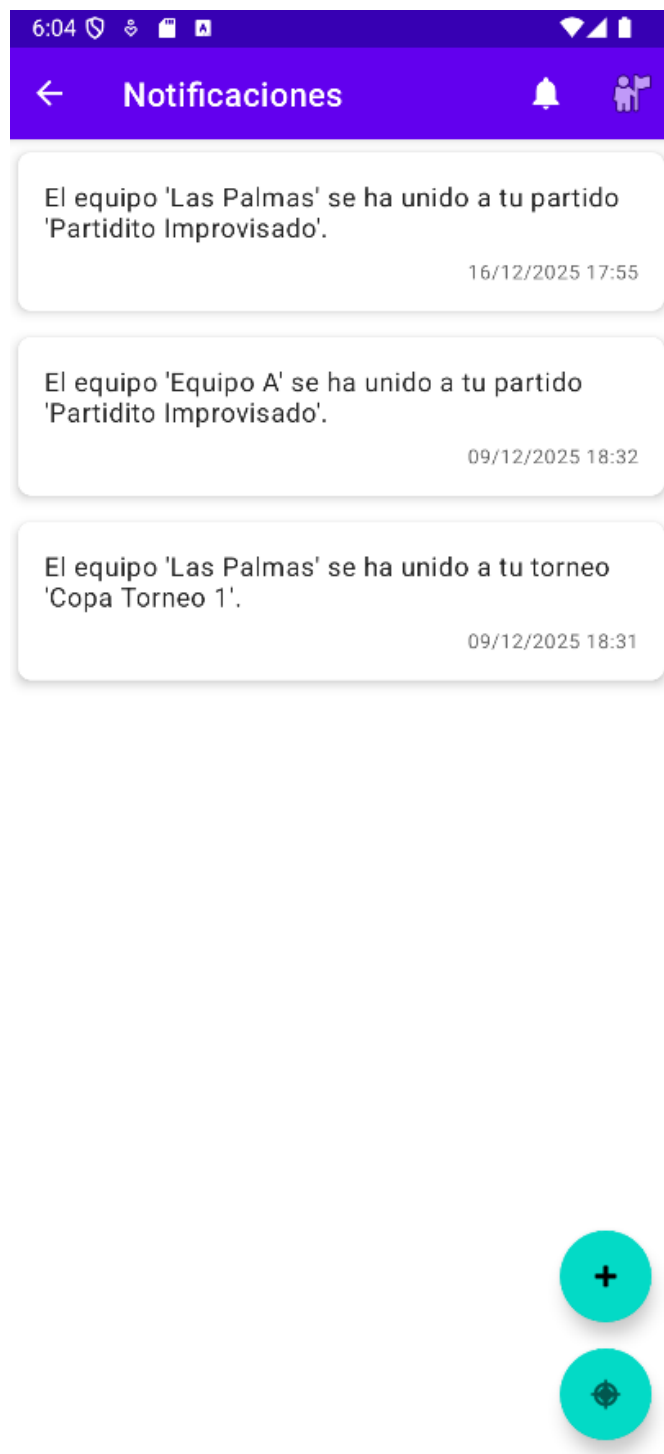 6:04
Notificaciones
El equipo 'Las Palmas' se ha unido a tu partido
'Partidito Improvisado'.
16/12/2025 17:55
El equipo 'Equipo A' se ha unido a tu partido
'Partidito Improvisado'.
09/12/2025 18:32
El equipo 'Las Palmas' se ha unido a tu torneo
'Copa Torneo 1'.
09/12/2025 18:31